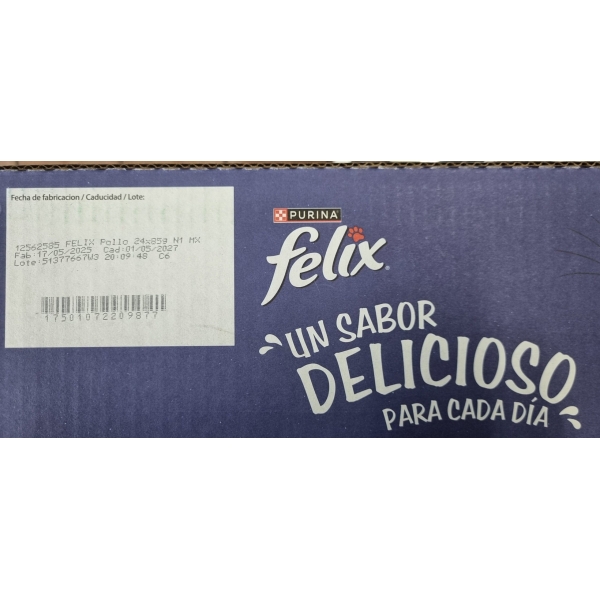 Fecha de fabricacion / Caducidad / Lote:
12562585 FELIX Pollo 24x85g N1 MX
Fab:17/05/2025 Cad:01/05/2027
Lote:51377667W3 20:09:48 C6
17501072209877
PURINA
felix®
UN SABOR
DELICIOSO
PARA CADA DÍA